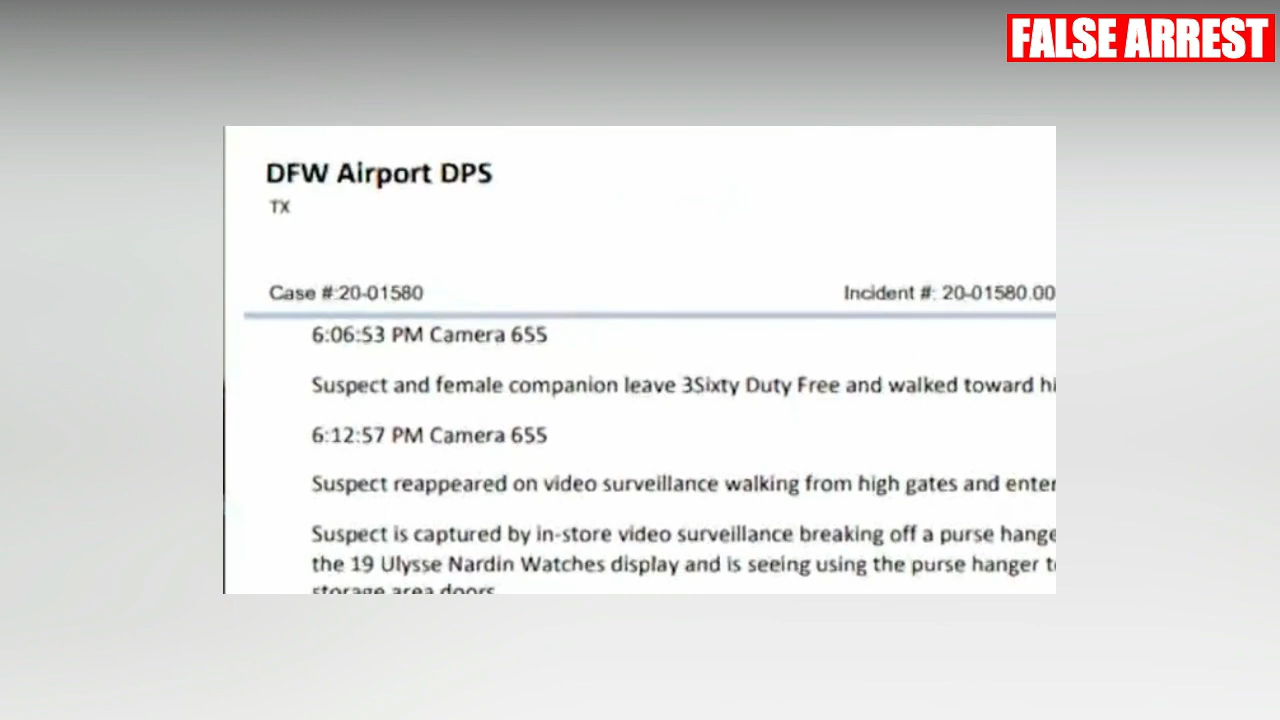 FALSE ARREST
DFW Airport DPS
TX
Case #:20-01580
Incident #: 20-01580.00
6:06:53 PM Camera 655
Suspect and female companion leave 3Sixty Duty Free and walked toward hi
6:12:57 PM Camera 655
Suspect reappeared on video surveillance walking from high gates and enter
Suspect is captured by in-store video surveillance breaking off a purse hange
the 19 Ulysse Nardin Watches display and is seeing using the purse hanger t
storage area doors